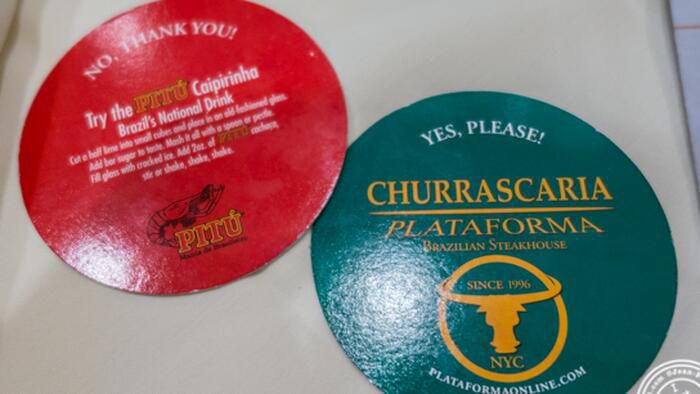 NO, THANK YOU!
Try the PITÚ Caipirinha
Brazil's National Drink
Cut a half lime into small cubes and place in an old-fashioned glass.
Add bar sugar to taste. Mash it all with a spoon or pestle.
Fill glass with cracked ice. Add 2oz. of PITÚ cachaça,
stir or shake, shake, shake.
PITÚ
Mania de Brasileiro
YES, PLEASE!
CHURRASCARIA
PLATAFORMA
BRAZILIAN STEAKHOUSE
SINCE 1996
NYC
PLATAFORMAONLINE.COM